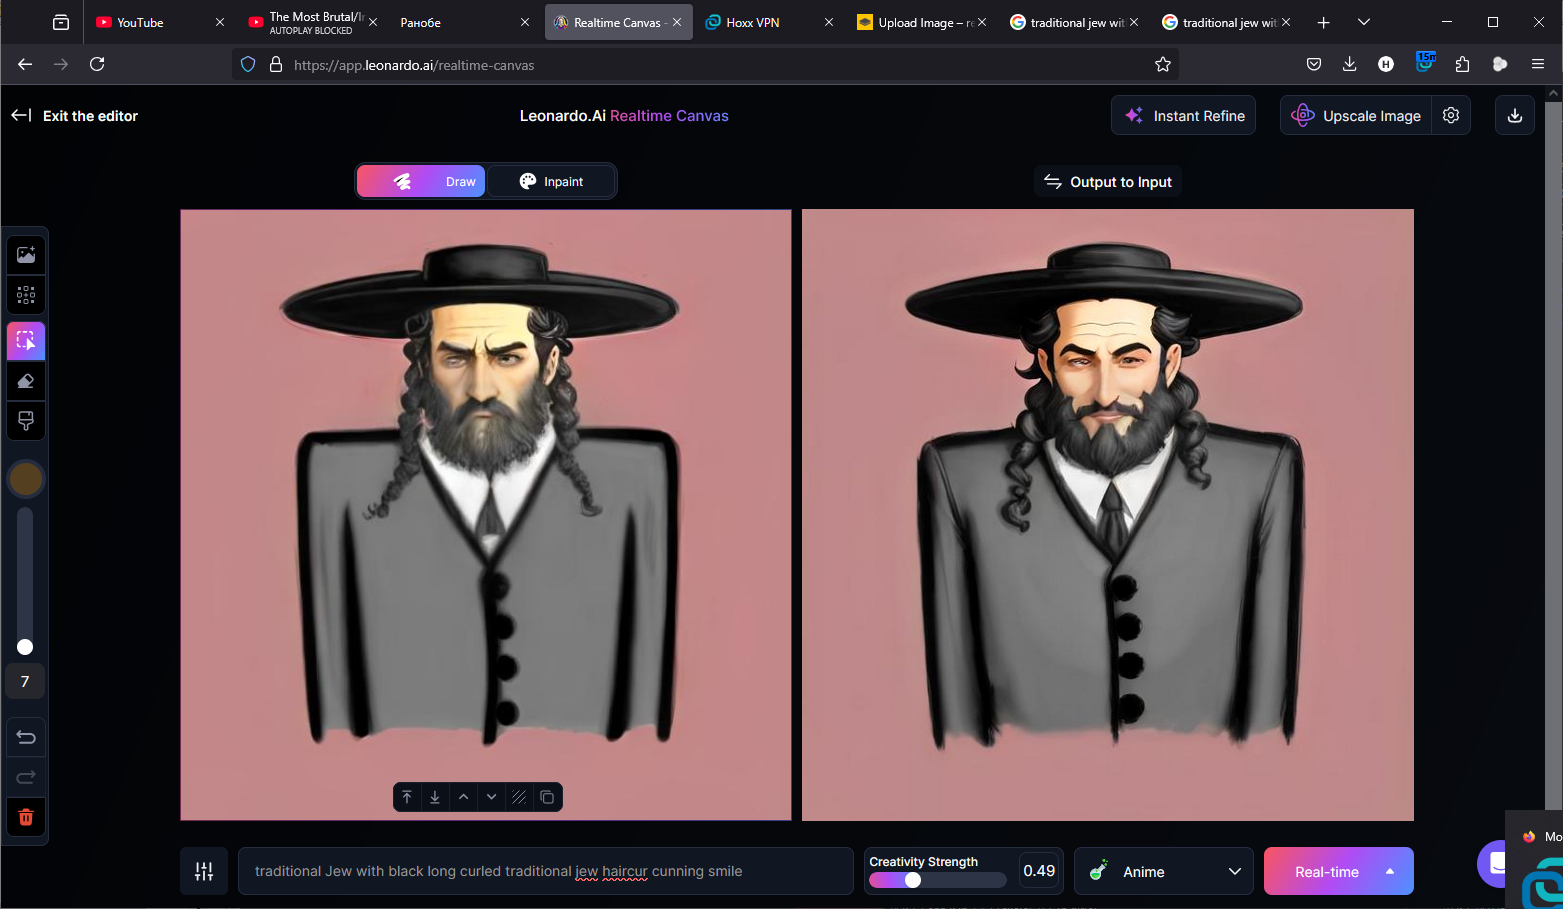 YouTube
The Most Brutal/I
AUTOPLAY BLOCKED
Ранобе
Realtime Canvas -
Hoxx VPN
Upload Image – re
traditional jew wit
traditional jew wit
https://app.leonardo.ai/realtime-canvas
H
15m
Exit the editor
Leonardo.Ai Realtime Canvas
Instant Refine
Upscale Image
Draw
Inpaint
Output to Input
7
traditional Jew with black long curled traditional jew haircur cunning smile
Creativity Strength
0.49
Anime
Real-time
Mo